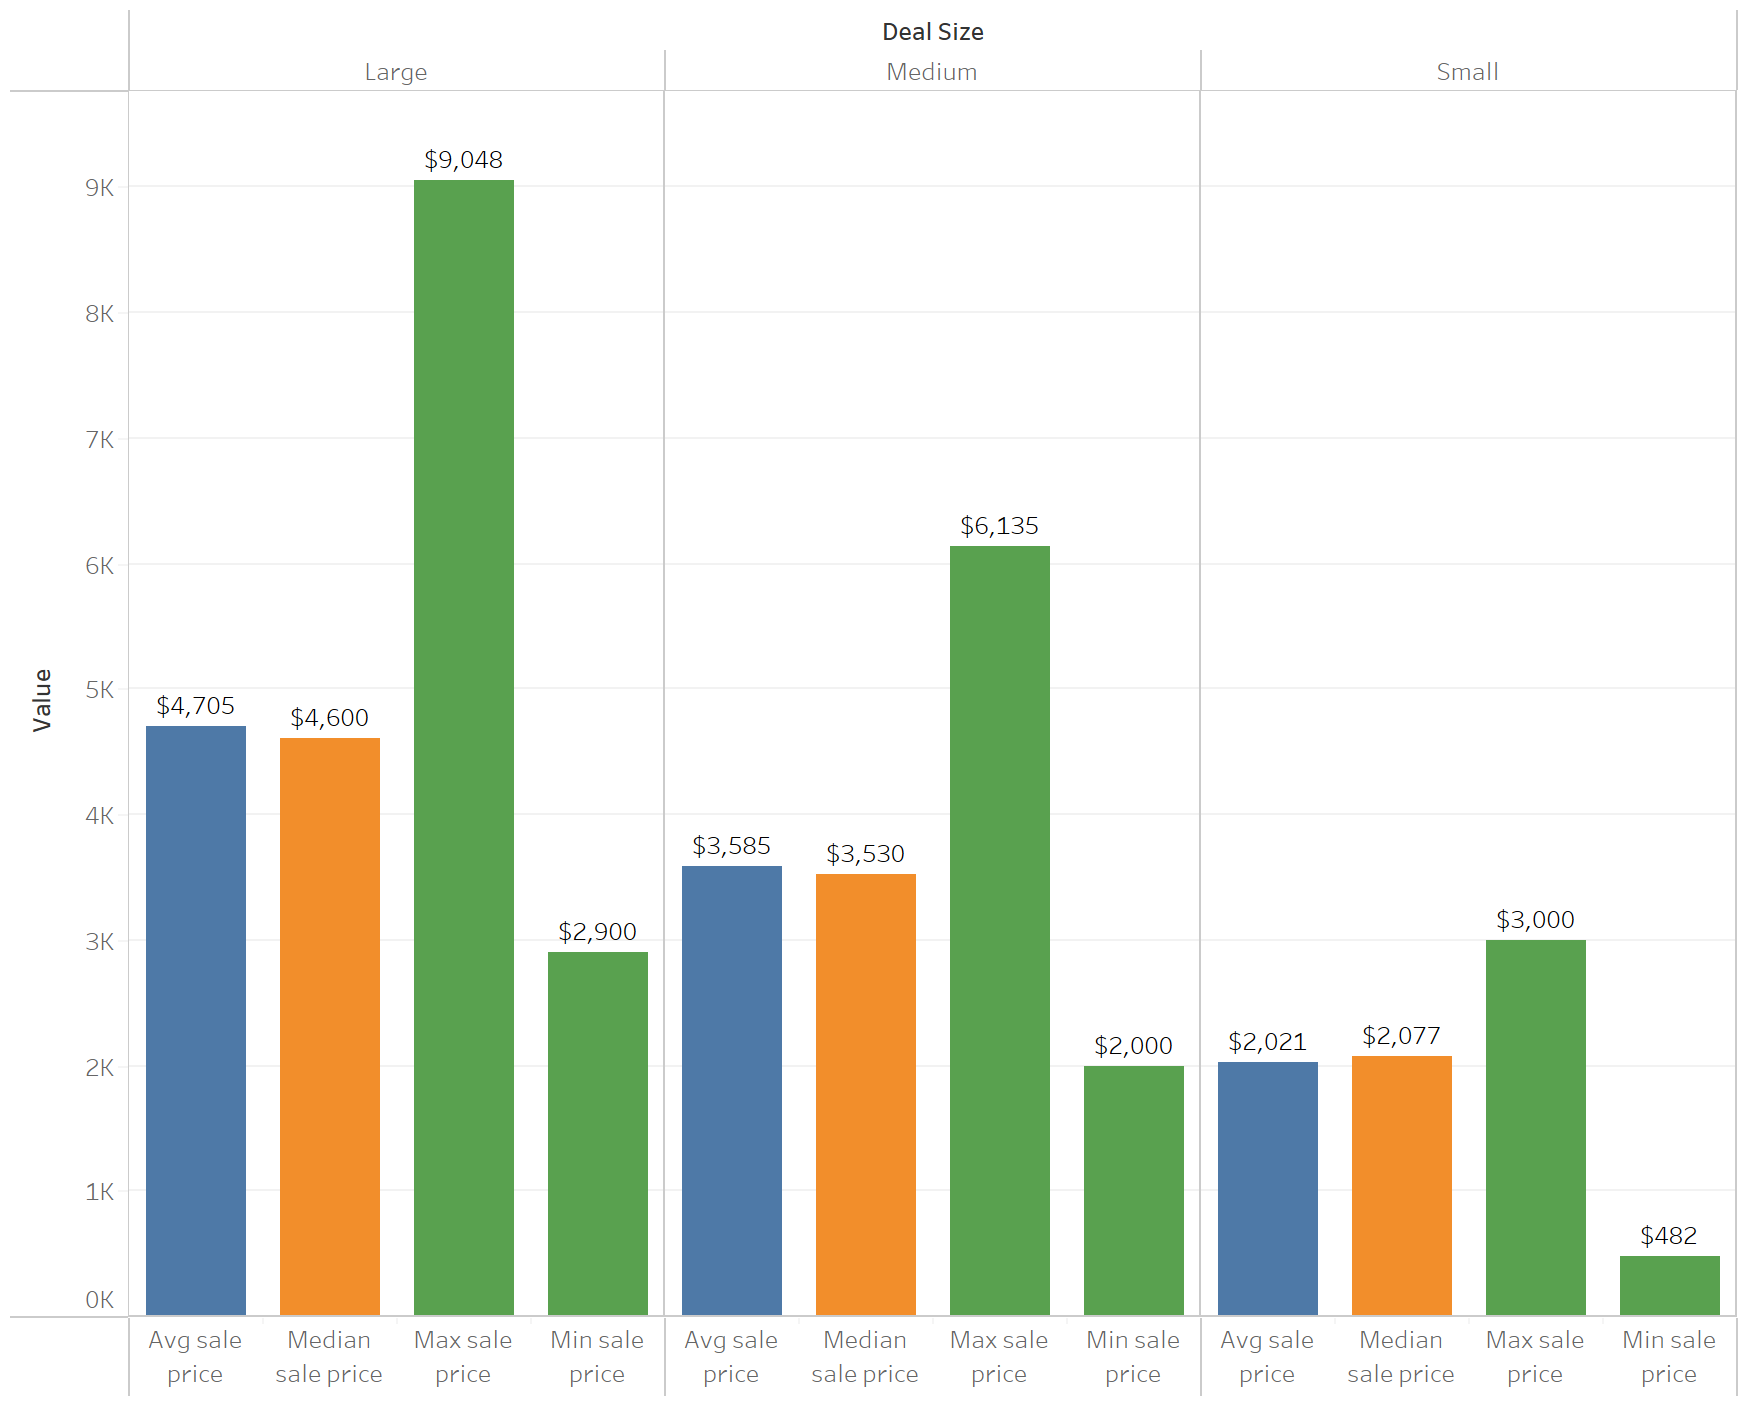 Deal Size
Large
Medium
Small
Value
9K
8K
7K
6K
5K
4K
3K
2K
1K
0K
$4,705
$4,600
$9,048
$2,900
$3,585
$3,530
$6,135
$2,000
$2,021
$2,077
$3,000
$482
Avg sale
price
Median
sale price
Max sale
price
Min sale
price
Avg sale
price
Median
sale price
Max sale
price
Min sale
price
Avg sale
price
Median
sale price
Max sale
price
Min sale
price